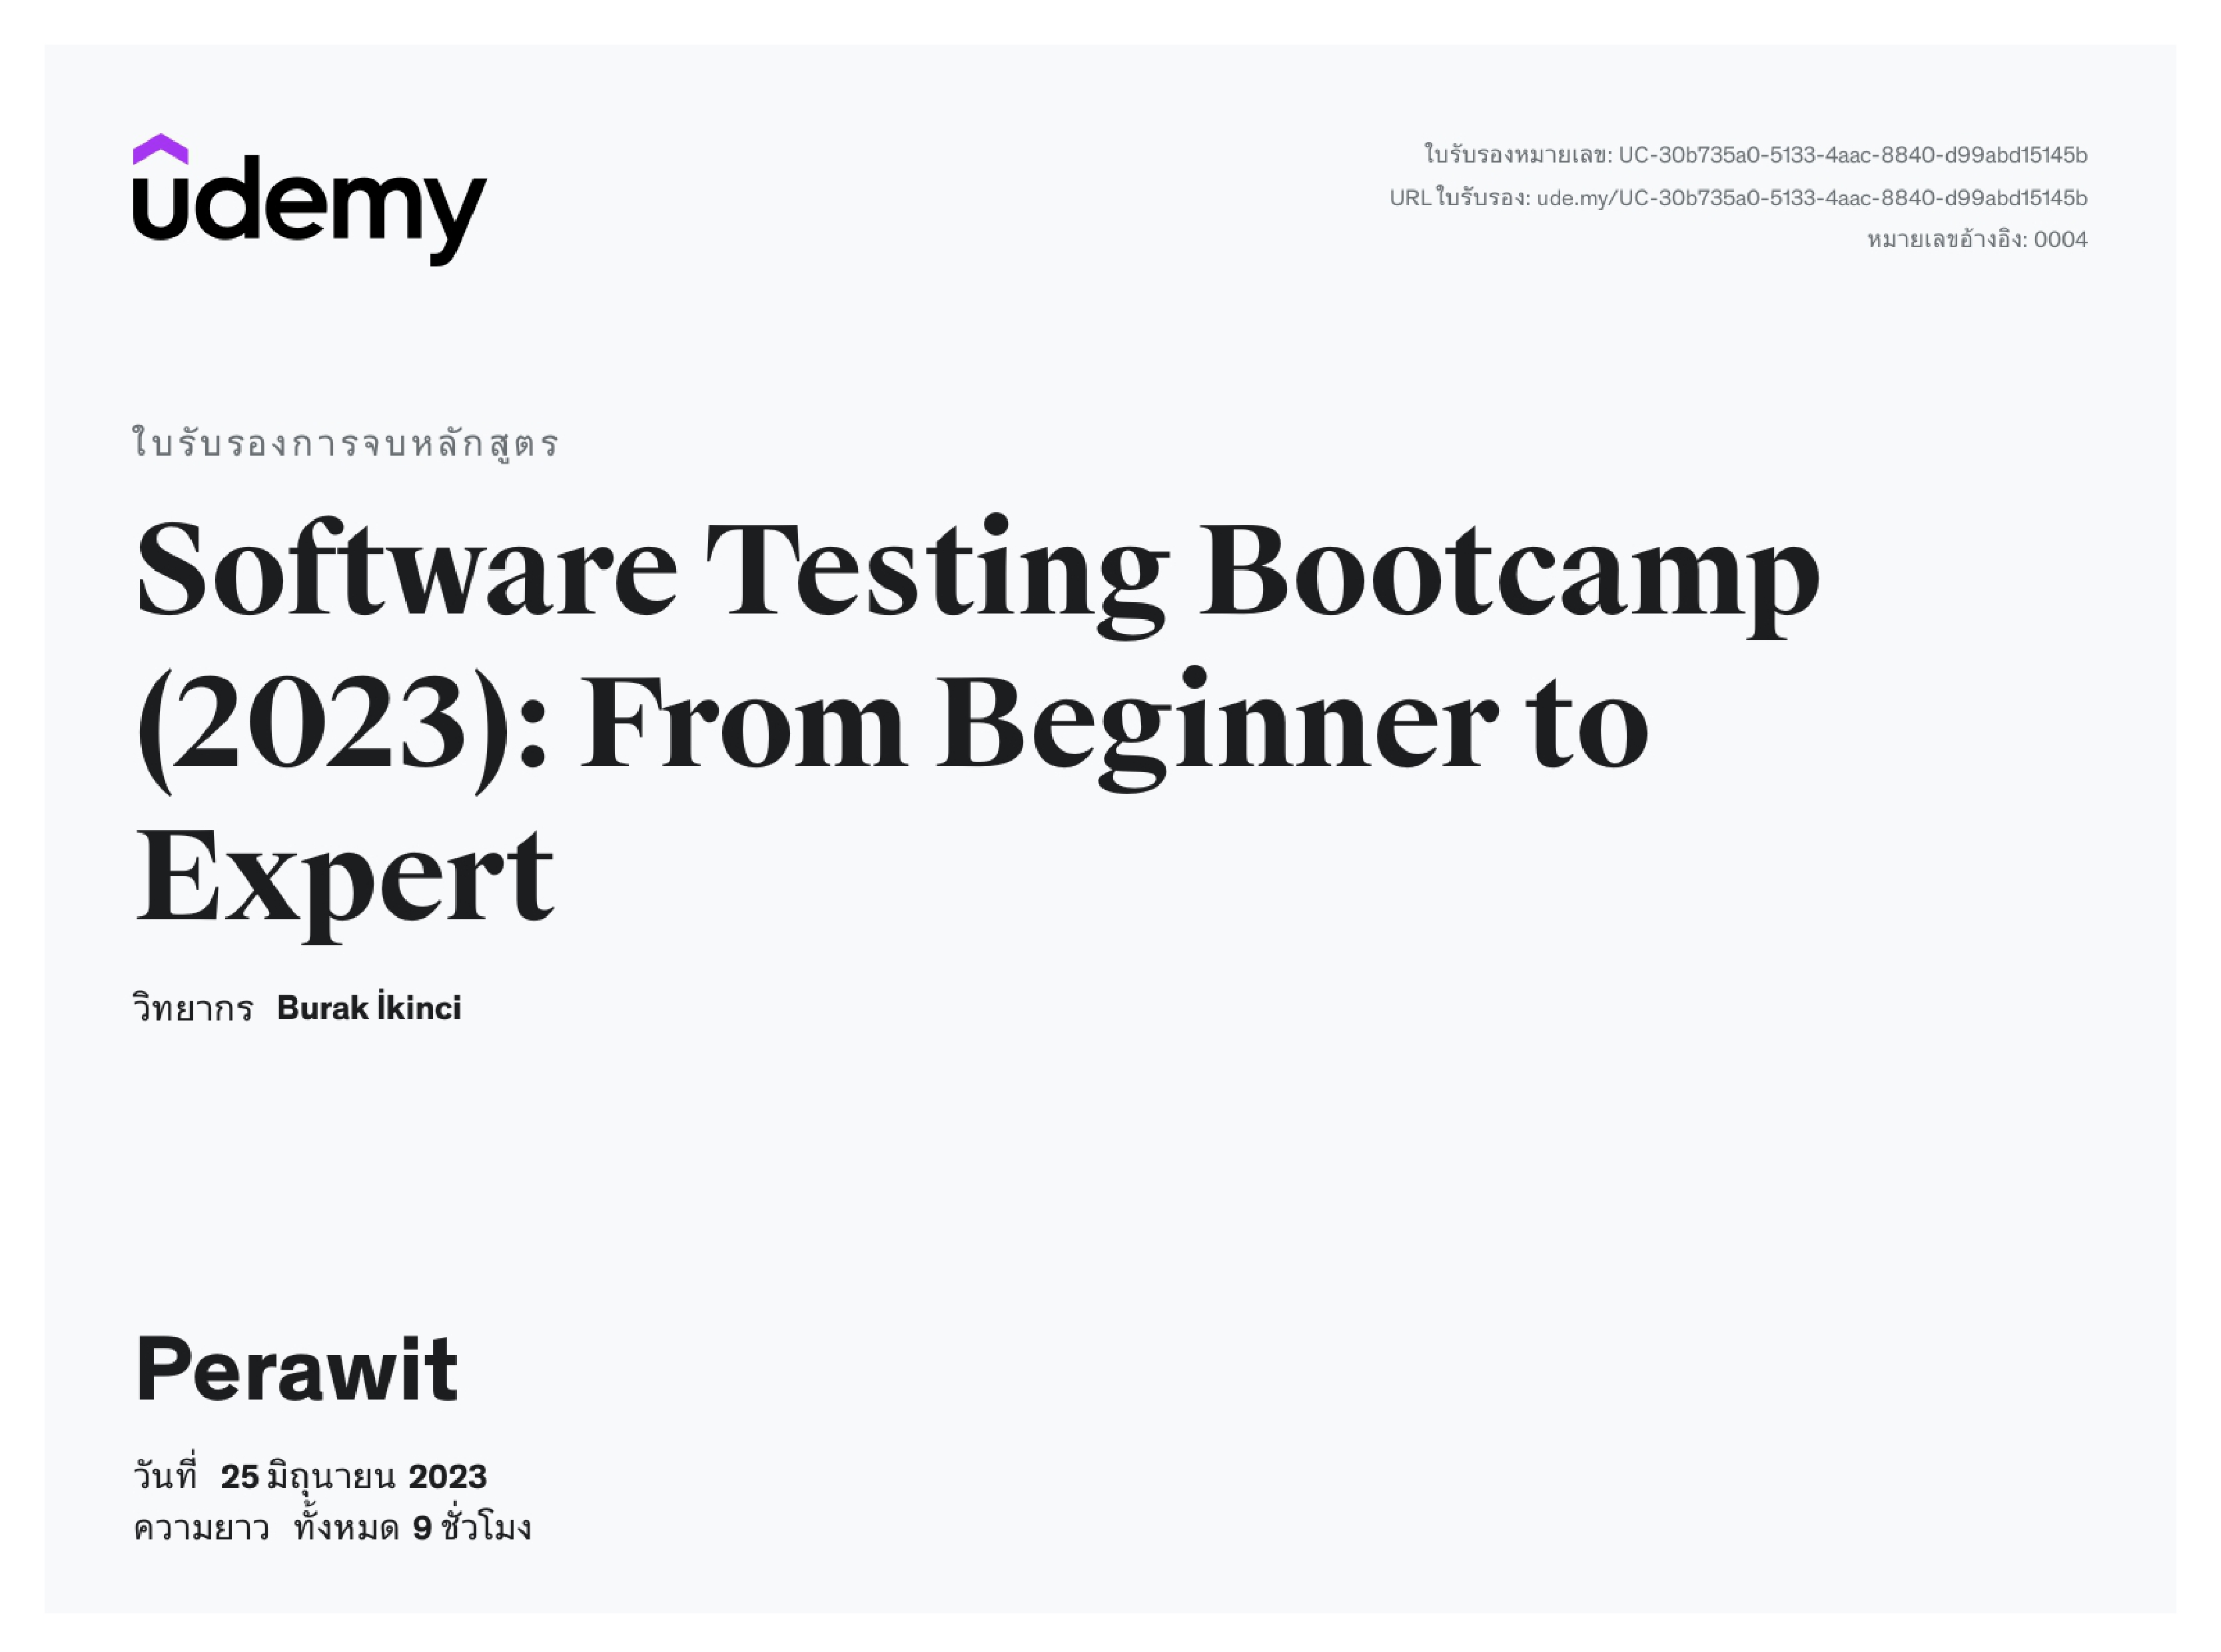 udemy
ใบรับรองหมายเลข: UC-30b735a0-5133-4aac-8840-d99abd15145b
URL ใบรับรอง: ude.my/UC-30b735a0-5133-4aac-8840-d99abd15145b
หมายเลขอ้างอิง: 0004
ใบรับรองการจบหลักสูตร
Software Testing Bootcamp
(2023): From Beginner to
Expert
วิทยากร Burak İkinci
Perawit
วันที่ 25 มิถุนายน 2023
ความยาว ทั้งหมด 9 ชั่วโมง